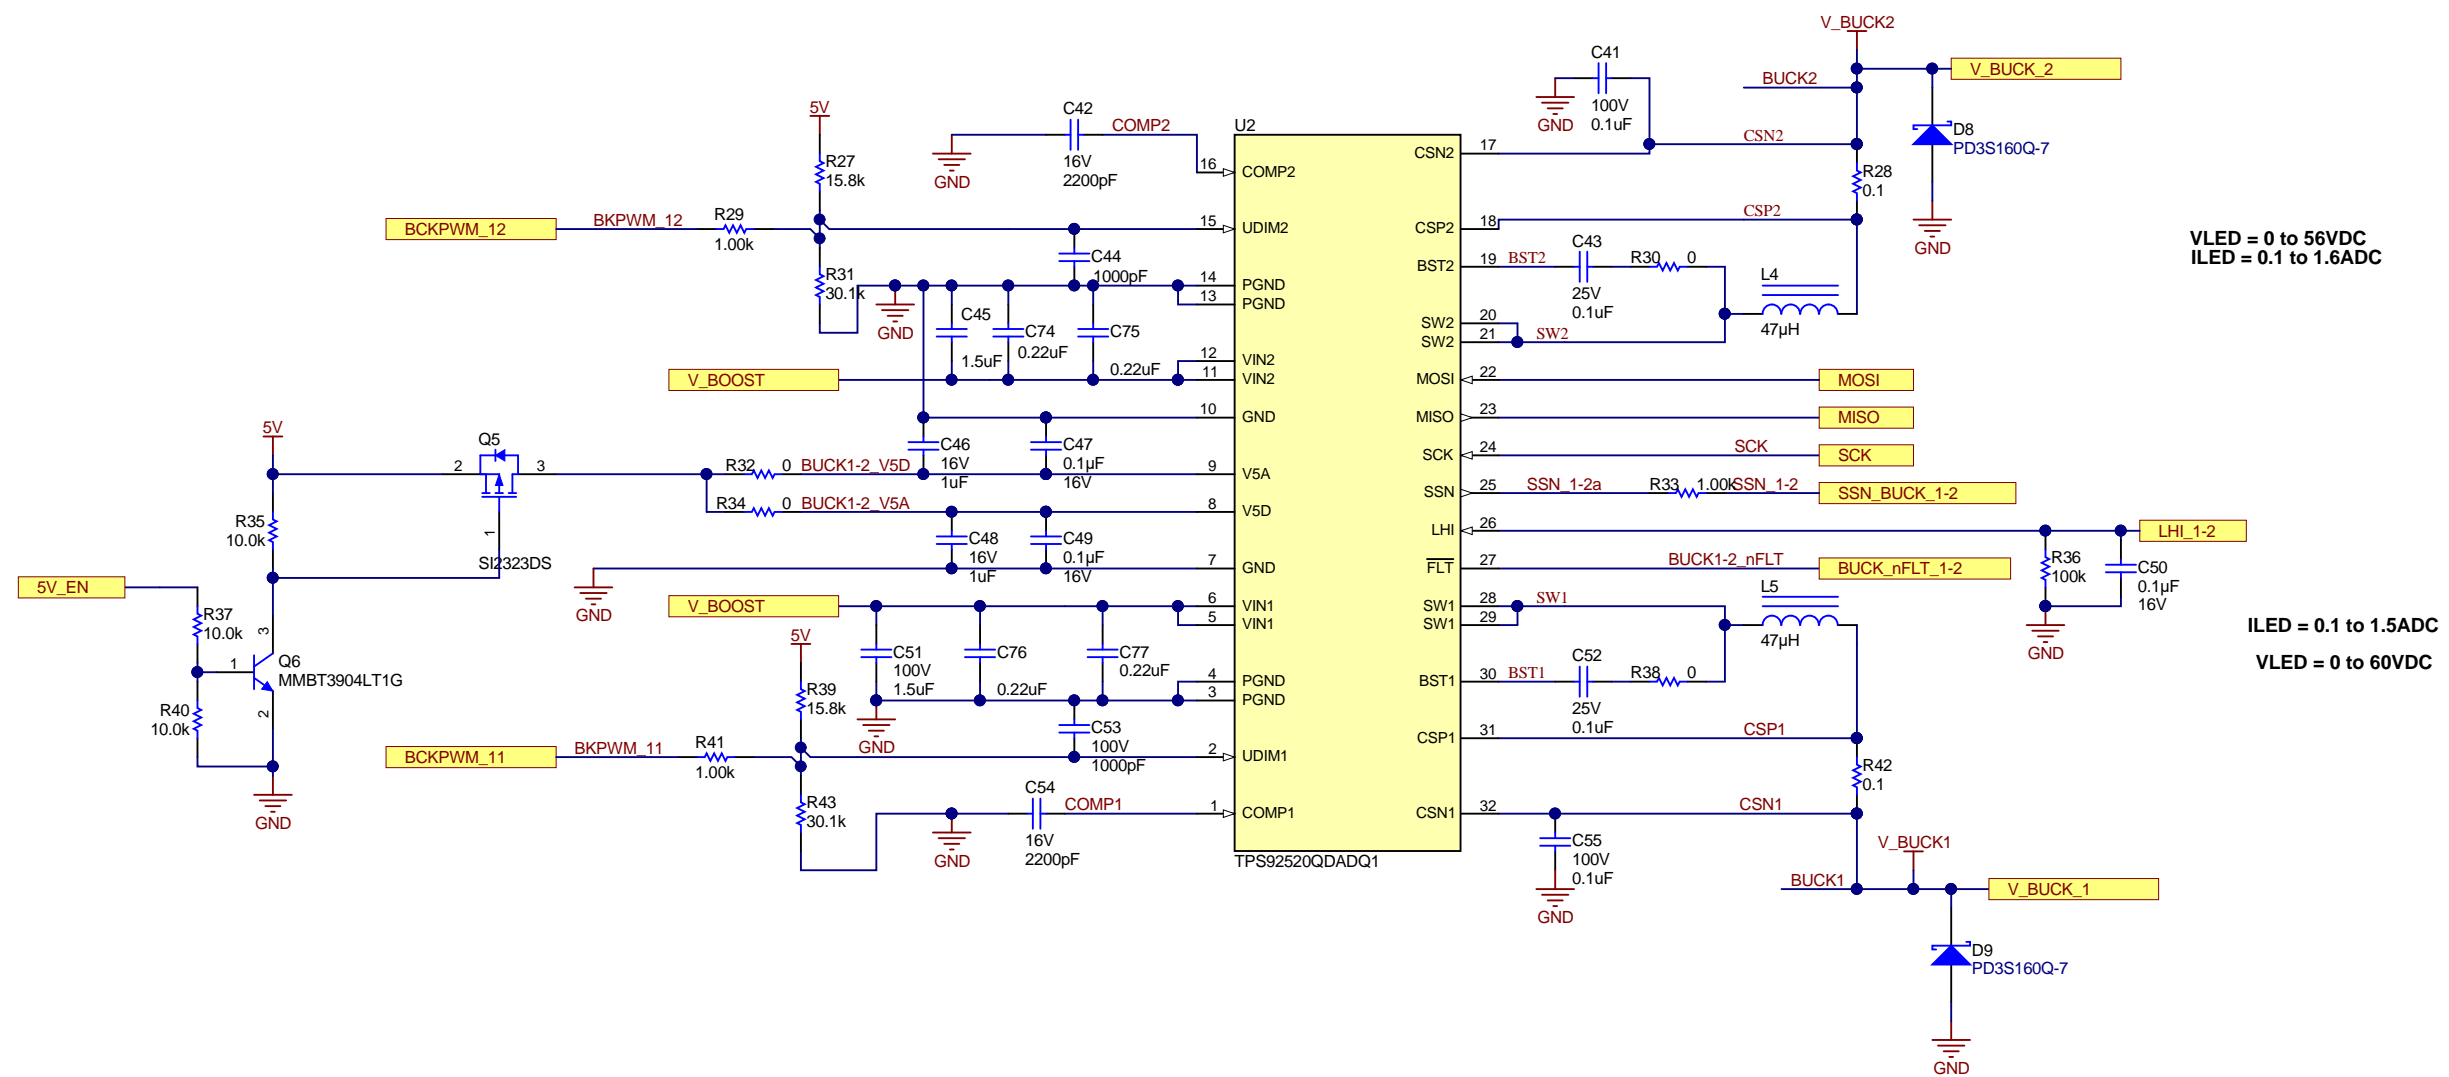 V_BUCK2
V_BUCK_2
BUCK2
C41
100V
0.1uF
GND
CSN2
D8
PD3S160Q-7
GND
R28
0.1
CSP2
VLED = 0 to 56VDC
ILED = 0.1 to 1.6ADC
5V
R27
15.8k
C42
COMP2
16V
2200pF
GND
BCKPWM_12
BKPWM_12
R29
1.00k
R31
30.1k
C44
1000pF
GND
C45
1.5uF
C74
0.22uF
C75
0.22uF
V_BOOST
U2
16 COMP2
15 UDIM2
14 PGND
13 PGND
12 VIN2
11 VIN2
10 GND
9 V5A
8 V5D
7 GND
6 VIN1
5 VIN1
4 PGND
3 PGND
2 UDIM1
1 COMP1
CSN2 17
CSP2 18
BST2 19
SW2 20
SW2 21
MOSI 22
MISO 23
SCK 24
SSN 25
LHI 26
FLT 27
SW1 28
SW1 29
BST1 30
CSP1 31
CSN1 32
TPS92520QDADQ1
BST2
C43
25V
0.1uF
R30 0
L4
47µH
SW2
MOSI
MISO
SCK
SCK
SSN_1-2a
R33 1.00k
SSN_1-2
SSN_BUCK_1-2
LHI_1-2
R36
100k
C50
0.1µF
16V
GND
BUCK1-2_nFLT
BUCK_nFLT_1-2
SW1
L5
47µH
BST1
C52
25V
0.1uF
R38 0
CSP1
R42
0.1
CSN1
C55
100V
0.1uF
GND
ILED = 0.1 to 1.5ADC
VLED = 0 to 60VDC
V_BUCK1
BUCK1
V_BUCK_1
D9
PD3S160Q-7
GND
5V
Q5
2
3
1
SI2323DS
R35
10.0k
5V_EN
R37
10.0k
3
1
Q6
MMBT3904LT1G
2
R40
10.0k
GND
R32 0
BUCK1-2_V5D
R34 0
BUCK1-2_V5A
C46
16V
1uF
C47
0.1µF
16V
C48
16V
1uF
C49
0.1µF
16V
GND
V_BOOST
5V
C51
100V
1.5uF
C76
0.22uF
C77
0.22uF
R39
15.8k
GND
C53
100V
1000pF
BCKPWM_11
BKPWM_11
R41
1.00k
R43
30.1k
C54
COMP1
16V
2200pF
GND